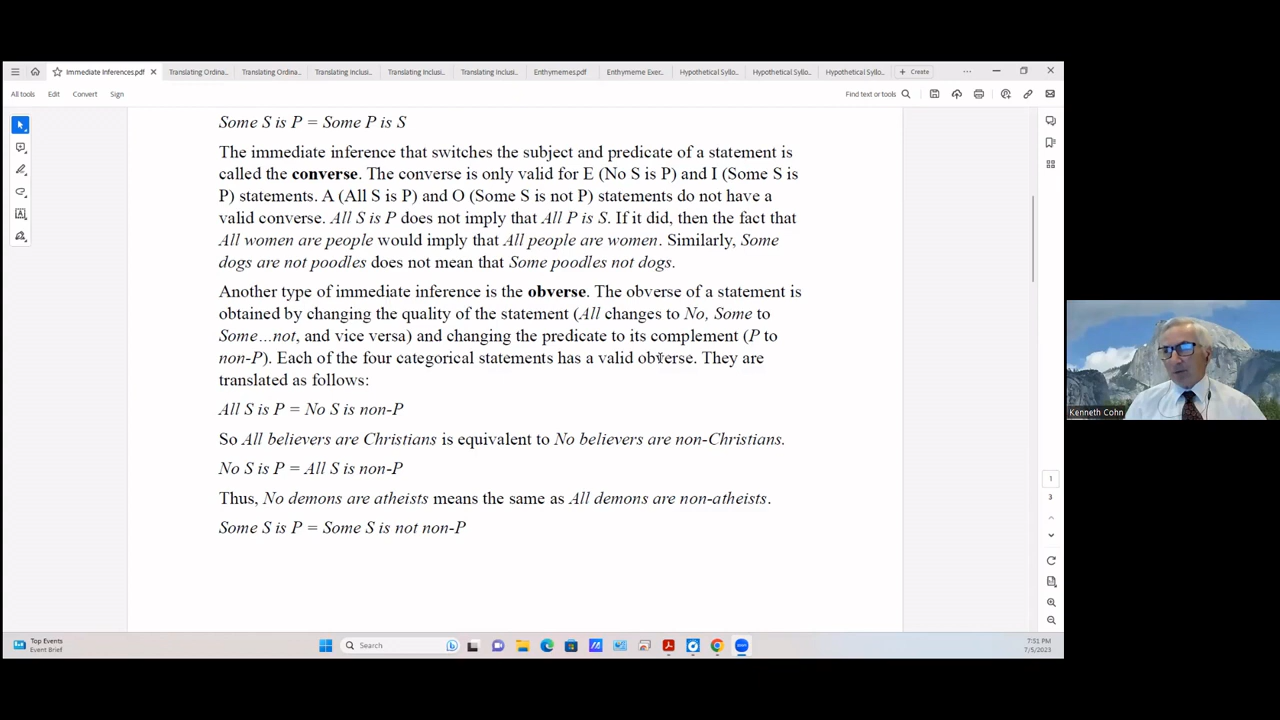 Immediate Inferences.pdf
Translating Ordina...
Translating Ordina...
Translating Inclusi...
Translating Inclusi...
Translating Inclusi...
Enthymemes.pdf
Enthymeme Exer...
Hypothetical Syllo...
Hypothetical Syllo...
Hypothetical Syllo...
Create
All tools
Edit
Convert
Sign
Find text or tools
Some S is P = Some P is S
The immediate inference that switches the subject and predicate of a statement is
called the converse. The converse is only valid for E (No S is P) and I (Some S is
P) statements. A (All S is P) and O (Some S is not P) statements do not have a
valid converse. All S is P does not imply that All P is S. If it did, then the fact that
All women are people would imply that All people are women. Similarly, Some
dogs are not poodles does not mean that Some poodles not dogs.
Another type of immediate inference is the obverse. The obverse of a statement is
obtained by changing the quality of the statement (All changes to No, Some to
Some…not, and vice versa) and changing the predicate to its complement (P to
non-P). Each of the four categorical statements has a valid obverse. They are
translated as follows:
All S is P = No S is non-P
So All believers are Christians is equivalent to No believers are non-Christians.
No S is P = All S is non-P
Thus, No demons are atheists means the same as All demons are non-atheists.
Some S is P = Some S is not non-P
1
3
Kenneth Cohn
Top Events
Event Brief
Search
7:51 PM
7/5/2023